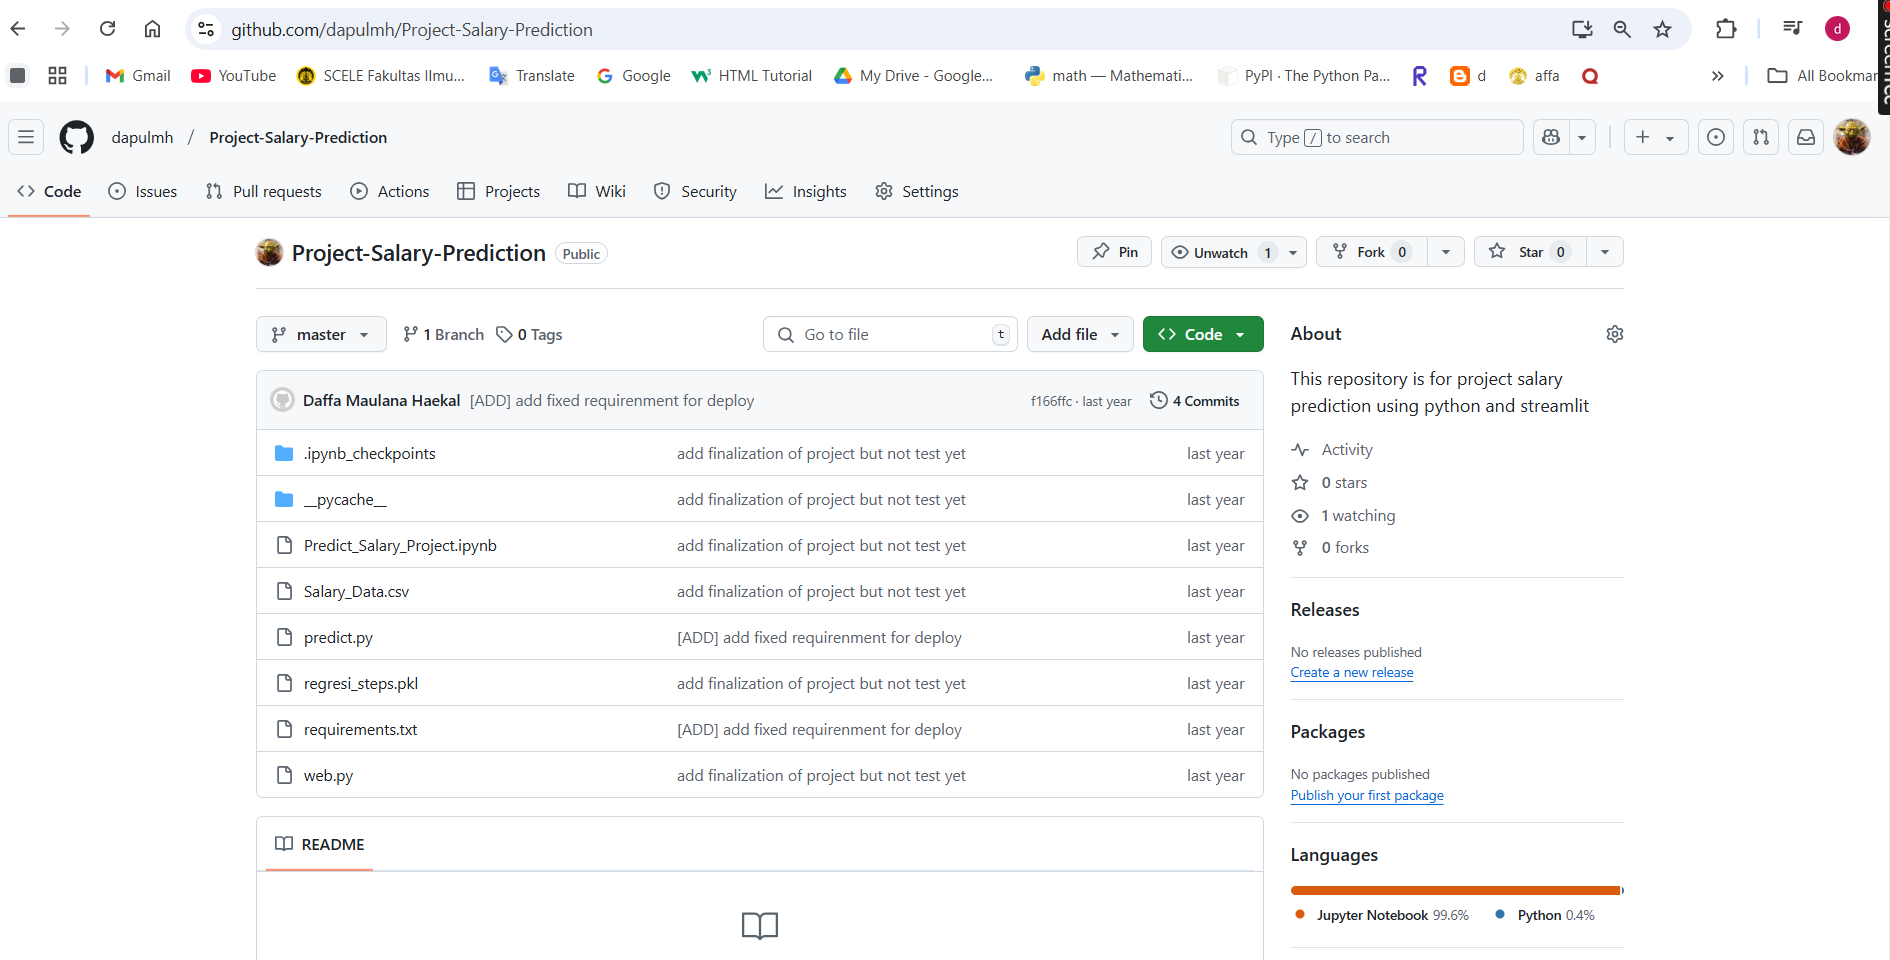 github.com/dapulmh/Project-Salary-Prediction
d
Gmail YouTube SCELE Fakultas Ilmu... Translate Google HTML Tutorial My Drive - Google... math — Mathemati... PyPI · The Python Pa... d affa All Bookmar
dapulmh / Project-Salary-Prediction
Type / to search
Code Issues Pull requests Actions Projects Wiki Security Insights Settings
Project-Salary-Prediction Public
Pin Unwatch 1 Fork 0 Star 0
master 1 Branch 0 Tags Go to file t Add file Code
Daffa Maulana Haekal [ADD] add fixed requirenment for deploy f166ffc · last year 4 Commits
.ipynb_checkpoints add finalization of project but not test yet last year
__pycache__ add finalization of project but not test yet last year
Predict_Salary_Project.ipynb add finalization of project but not test yet last year
Salary_Data.csv add finalization of project but not test yet last year
predict.py [ADD] add fixed requirenment for deploy last year
regresi_steps.pkl add finalization of project but not test yet last year
requirements.txt [ADD] add fixed requirenment for deploy last year
web.py add finalization of project but not test yet last year
README
About
This repository is for project salary
prediction using python and streamlit
Activity
0 stars
1 watching
0 forks
Releases
No releases published
Create a new release
Packages
No packages published
Publish your first package
Languages
Jupyter Notebook 99.6% Python 0.4%